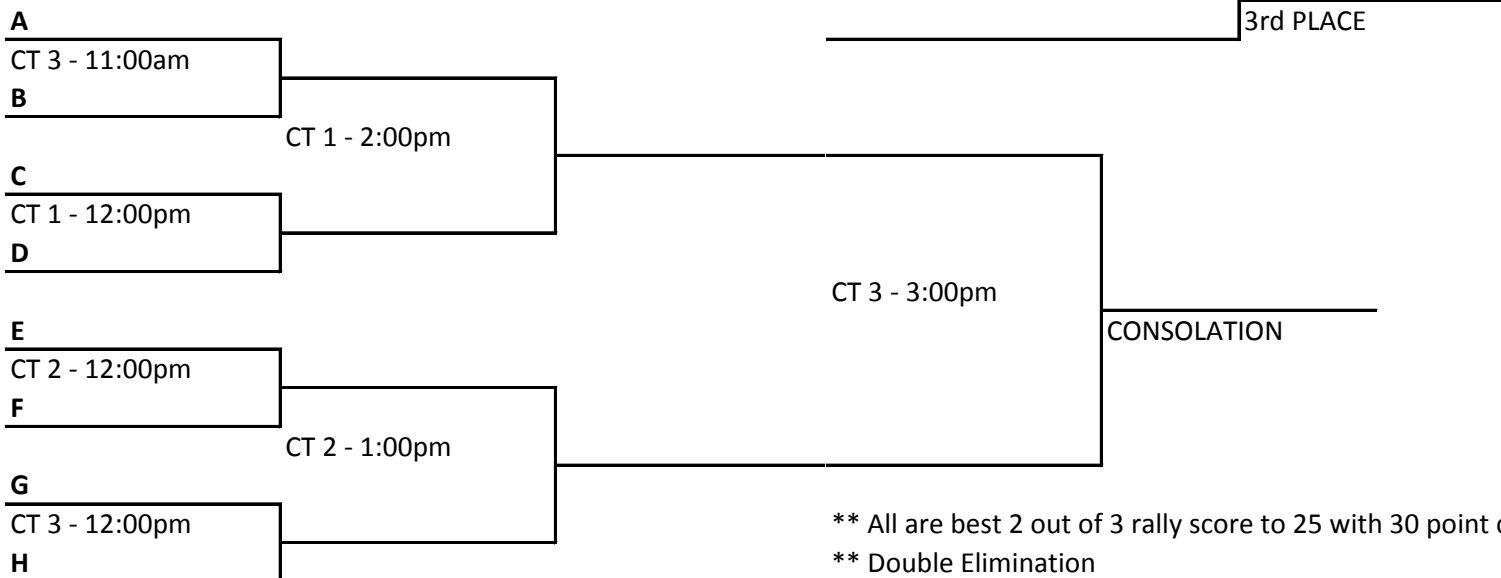 A
3rd PLACE
CT 3 - 11:00am
B
CT 1 - 2:00pm
C
CT 1 - 12:00pm
D
CT 3 - 3:00pm
E
CONSOLATION
CT 2 - 12:00pm
F
CT 2 - 1:00pm
G
CT 3 - 12:00pm
** All are best 2 out of 3 rally score to 25 with 30 point
H
** Double Elimination